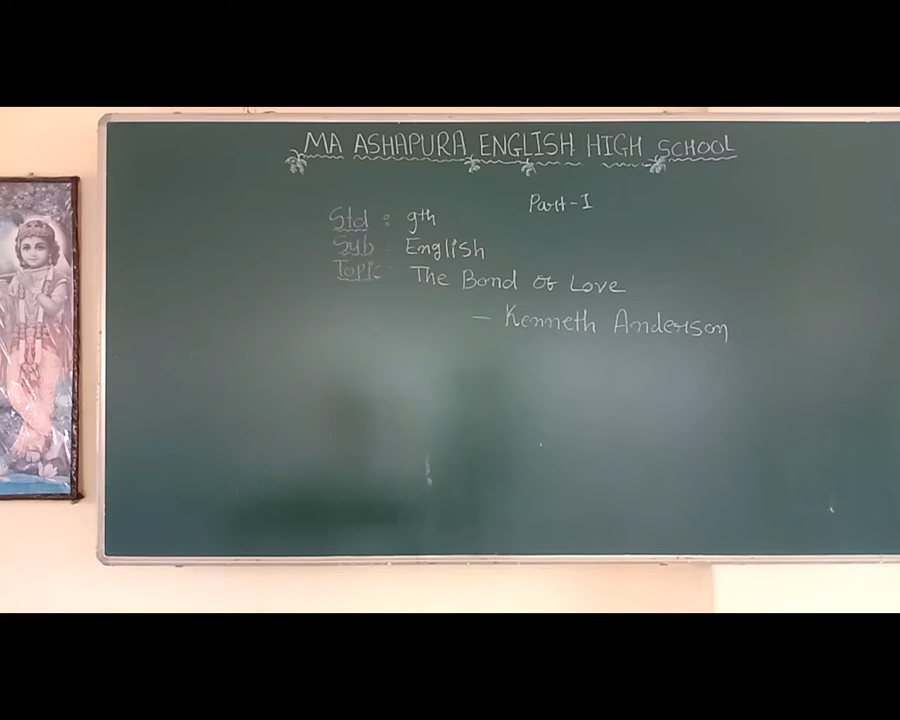 MA ASHAPURA ENGLISH HIGH SCHOOL
Part-I
Std : 9th
Sub : English
Topic : The Bond of Love
- Kenneth Anderson